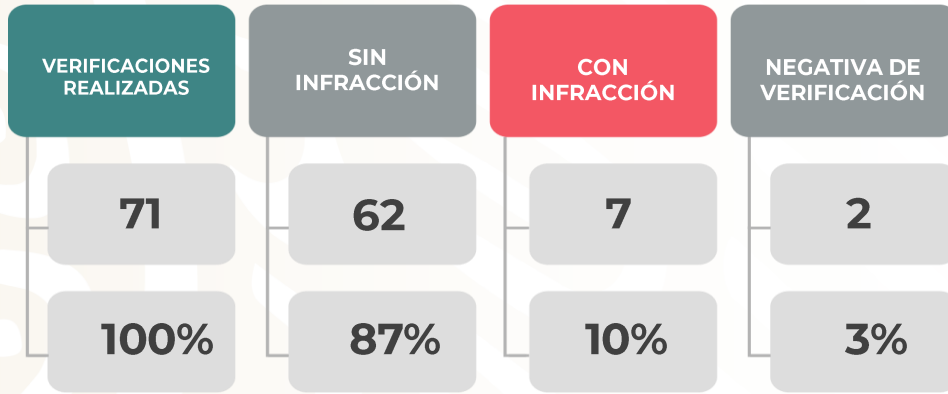 VERIFICACIONES
REALIZADAS
71
100%
SIN
INFRACCIÓN
62
87%
CON
INFRACCIÓN
7
10%
NEGATIVA DE
VERIFICACIÓN
2
3%